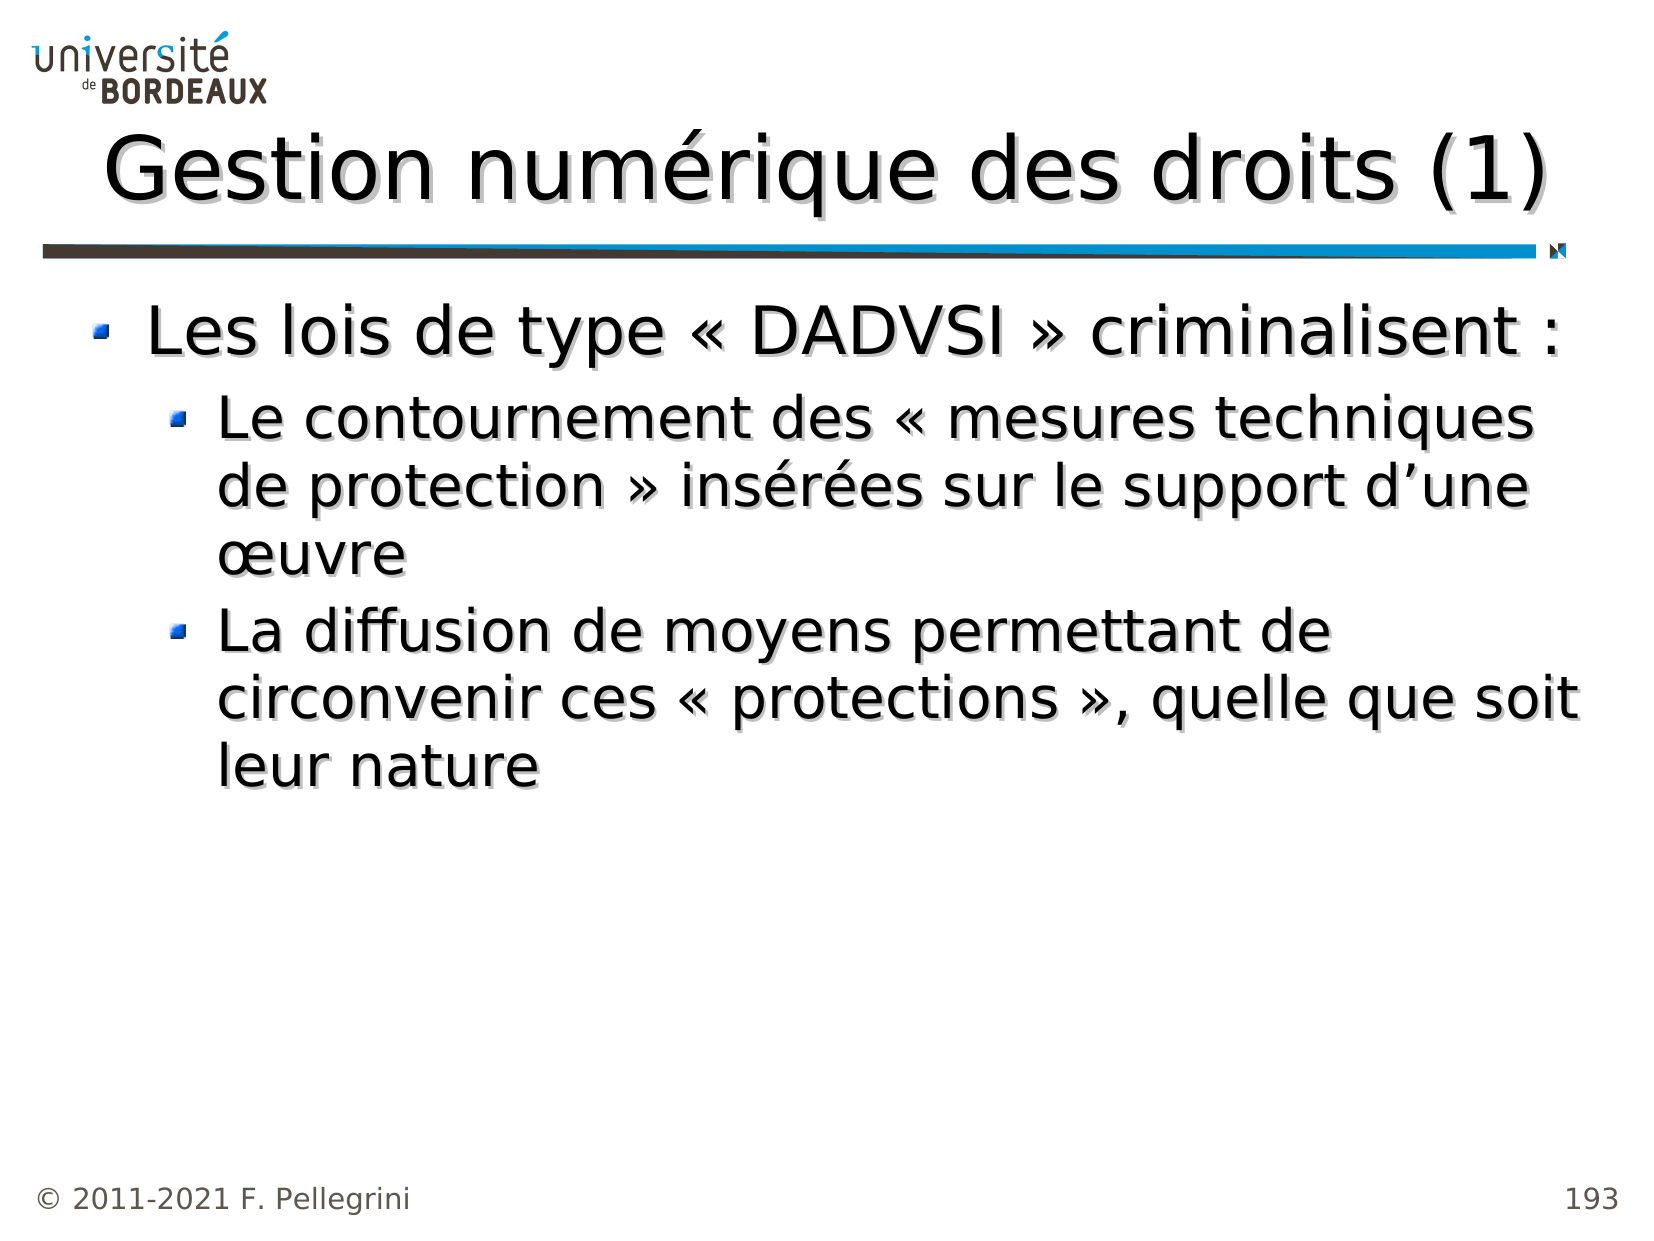 université
de BORDEAUX
Gestion numérique des droits (1)
Les lois de type « DADVSI » criminalisent :
Le contournement des « mesures techniques
de protection » insérées sur le support d’une
œuvre
La diffusion de moyens permettant de
circonvenir ces « protections », quelle que soit
leur nature
© 2011-2021 F. Pellegrini
193